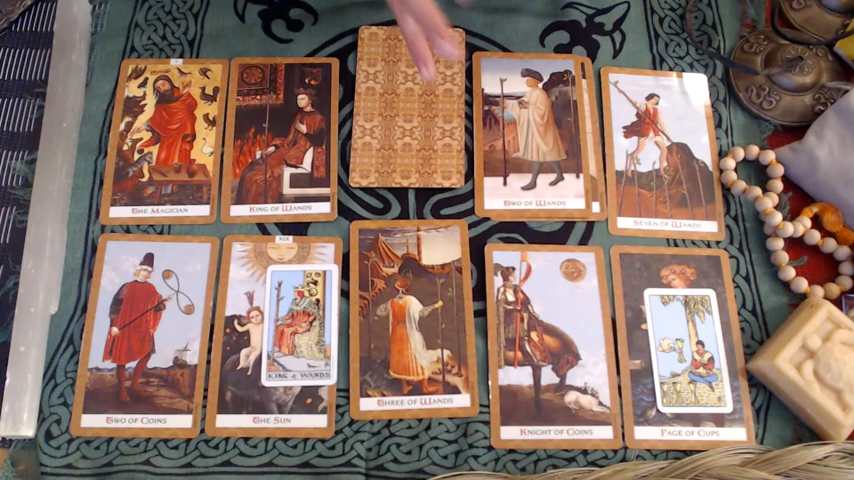 I
The Magician
King of Wands
Two of Wands
Seven of Wands
Two of Coins
XIX
The Sun
KING of WANDS
Three of Wands
Knight of Coins
Page of Cups